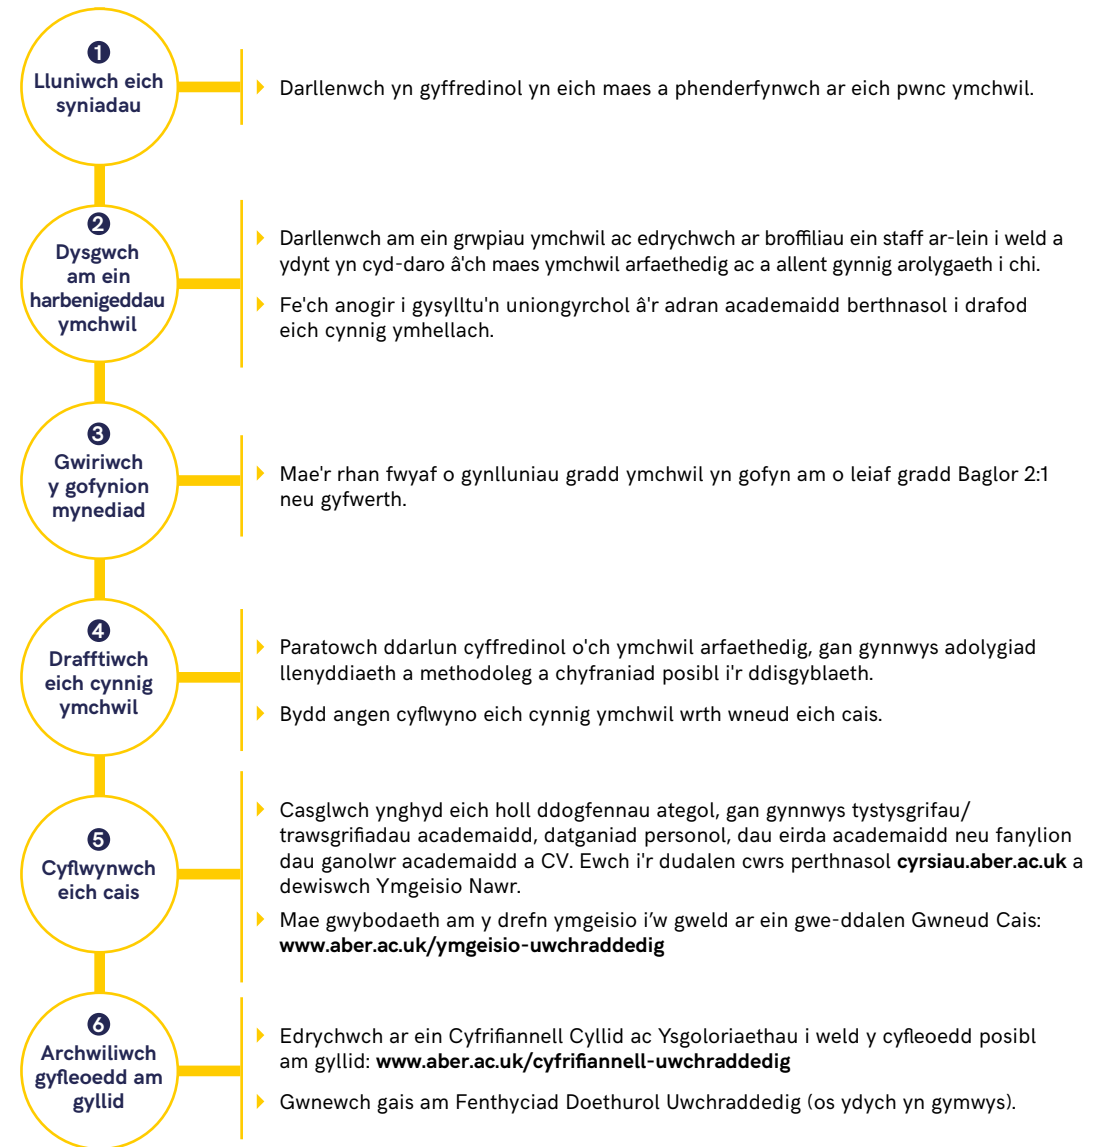 1
Lluniwch eich
syniadau
Darllenwch yn gyffredinol yn eich maes a phenderfynwch ar eich pwnc ymchwil.
2
Dysgwch
am ein
harbenigeddau
ymchwil
Darllenwch am ein grwpiau ymchwil ac edrychwch ar broffiliau ein staff ar-lein i weld a
ydynt yn cyd-daro â'ch maes ymchwil arfaethedig ac a allent gynnig arolygaeth i chi.
Fe'ch anogir i gysylltu'n uniongyrchol â'r adran academaidd berthnasol i drafod
eich cynnig ymhellach.
3
Gwiriwch
y gofynion
mynediad
Mae'r rhan fwyaf o gynlluniau gradd ymchwil yn gofyn am o leiaf gradd Baglor 2:1
neu gyfwerth.
4
Drafftiwch
eich cynnig
ymchwil
Paratowch ddarlun cyffredinol o'ch ymchwil arfaethedig, gan gynnwys adolygiad
llenyddiaeth a methodoleg a chyfraniad posibl i'r ddisgyblaeth.
Bydd angen cyflwyno eich cynnig ymchwil wrth wneud eich cais.
5
Cyflwynwch
eich cais
Casglwch ynghyd eich holl ddogfennau ategol, gan gynnwys tystysgrifau/
trawsgrifiadau academaidd, datganiad personol, dau eirda academaidd neu fanylion
dau ganolwr academaidd a CV. Ewch i'r dudalen cwrs perthnasol cyrsiau.aber.ac.uk a
dewiswch Ymgeisio Nawr.
Mae gwybodaeth am y drefn ymgeisio i’w gweld ar ein gwe-ddalen Gwneud Cais:
www.aber.ac.uk/ymgeisio-uwchraddedig
6
Archwiliwch
gyfleoedd am
gyllid
Edrychwch ar ein Cyfrifiannell Cyllid ac Ysgoloriaethau i weld y cyfleoedd posibl
am gyllid: www.aber.ac.uk/cyfrifiannell-uwchraddedig
Gwnewch gais am Fenthyciad Doethurol Uwchraddedig (os ydych yn gymwys).